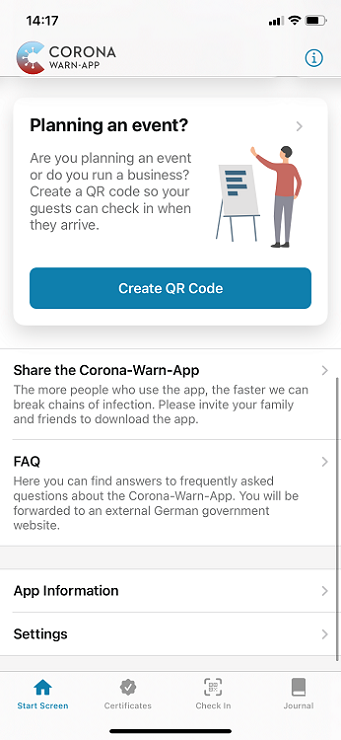 14:17
CORONA
WARN-APP
Planning an event?
Are you planning an event
or do you run a business?
Create a QR code so your
guests can check in when
they arrive.
Create QR Code
Share the Corona-Warn-App
The more people who use the app, the faster we can
break chains of infection. Please invite your family
and friends to download the app.
FAQ
Here you can find answers to frequently asked
questions about the Corona-Warn-App. You will be
forwarded to an external German government
website.
App Information
Settings
Start Screen Certificates Check In Journal